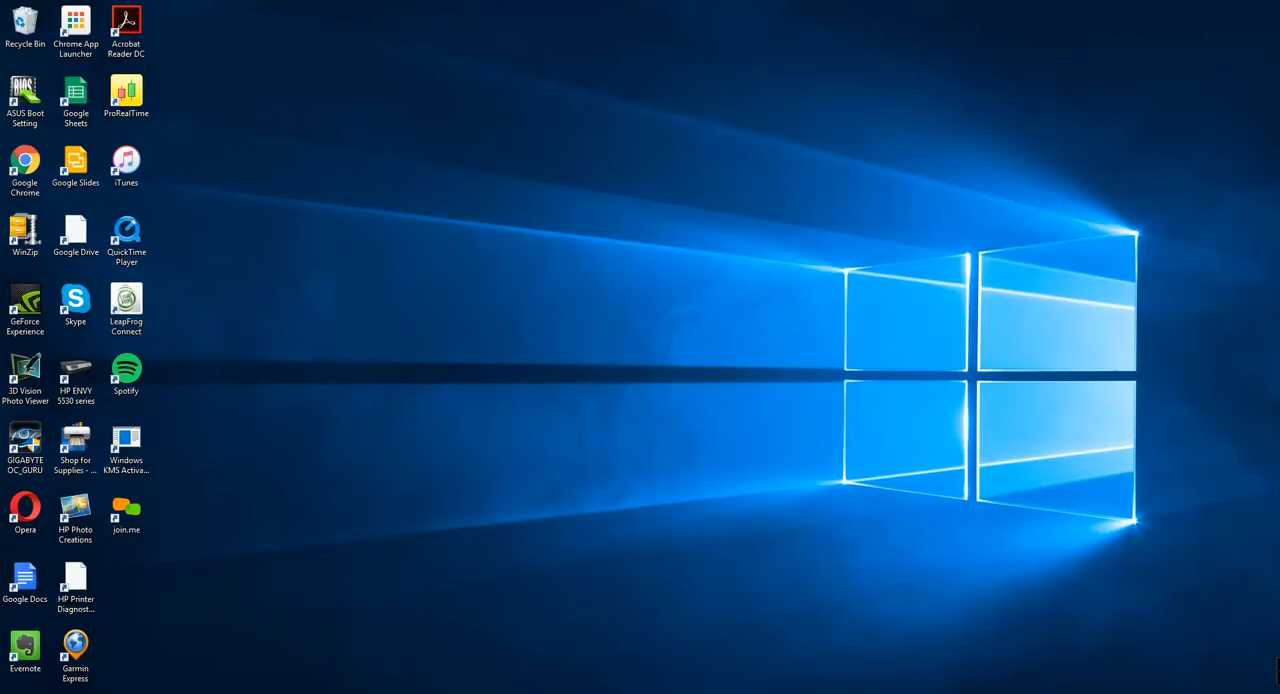 Recycle Bin
Chrome App
Launcher
Acrobat
Reader DC
ASUS Boot
Setting
Google
Sheets
ProRealTime
Google
Chrome
Google Slides
iTunes
WinZip
Google Drive
QuickTime
Player
GeForce
Experience
Skype
LeapFrog
Connect
3D Vision
Photo Viewer
HP ENVY
5530 series
Spotify
GIGABYTE
OC_GURU
Shop for
Supplies - ...
Windows
KMS Activa...
Opera
HP Photo
Creations
join.me
Google Docs
HP Printer
Diagnost...
Evernote
Garmin
Express